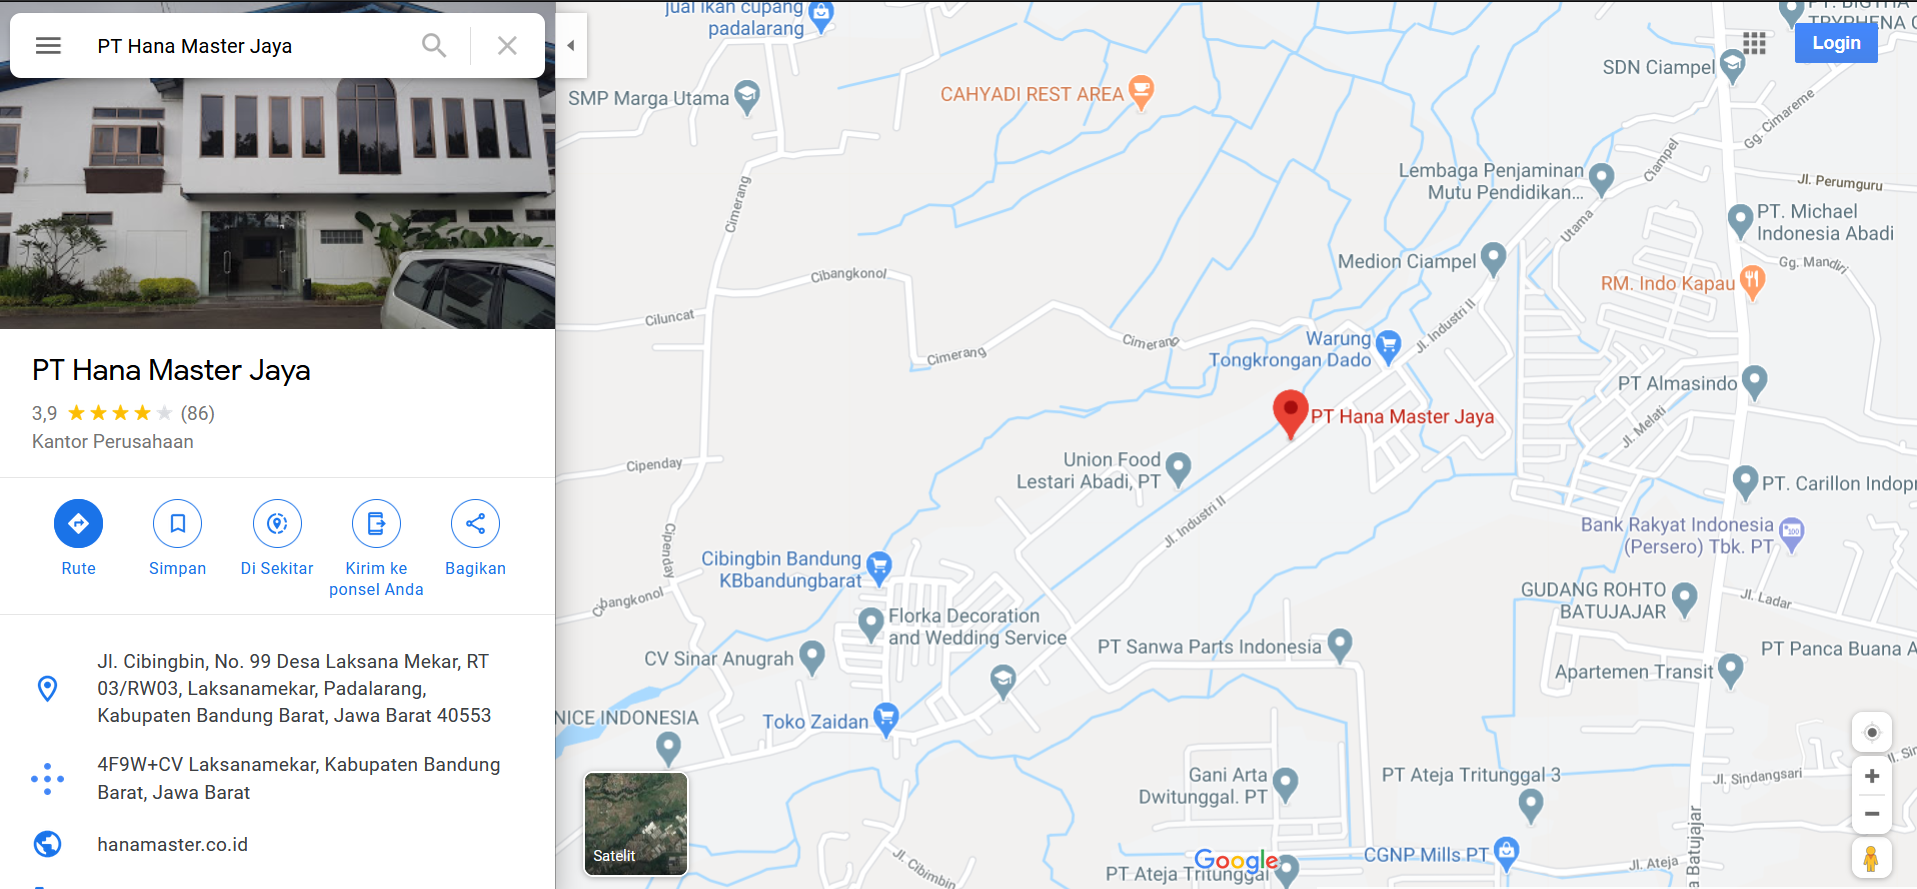 PT Hana Master Jaya
PT Hana Master Jaya
3,9
(86)
Kantor Perusahaan
Rute
Simpan
Di Sekitar
Kirim ke
ponsel Anda
Bagikan
Jl. Cibingbin, No. 99 Desa Laksana Mekar, RT
03/RW03, Laksanamekar, Padalarang,
Kabupaten Bandung Barat, Jawa Barat 40553
4F9W+CV Laksanamekar, Kabupaten Bandung
Barat, Jawa Barat
hanamaster.co.id
jual ikan cupang
padalarang
TRYPHENA
Login
SDN Ciampel
SMP Marga Utama
CAHYADI REST AREA
Gg. Cimareme
Ciampel
Lembaga Penjaminan
Mutu Pendidikan...
Jl. Perumguru
Cimerang
Utama
PT. Michael
Indonesia Abadi
Medion Ciampel
Gg. Mandiri
Cibangkonol
RM. Indo Kapau
Ciluncat
Jl. Industri II
Warung
Tongkrongan Dado
Cimerang
Cimerang
PT Almasindo
PT Hana Master Jaya
Jl. Melati
Union Food
Lestari Abadi, PT
Cipenday
PT. Carillon Indopr
Jl. Industri II
Bank Rakyat Indonesia
(Persero) Tbk. PT
Cipenday
Cibingbin Bandung
KBbandungbarat
Cibangkonol
GUDANG ROHTO
BATUJAJAR
Jl. Ladar
Florka Decoration
and Wedding Service
PT Sanwa Parts Indonesia
CV Sinar Anugrah
PT Panca Buana A
Apartemen Transit
NICE INDONESIA
Toko Zaidan
Gani Arta
Dwitunggal. PT
PT Ateja Tritunggal 3
Jl. Sindangsari
Jl. Sin
Satelit
Jl. Cibimbin
Google
PT Ateja Tritunggal
CGNP Mills PT
Jl. Ateja
Batujajar